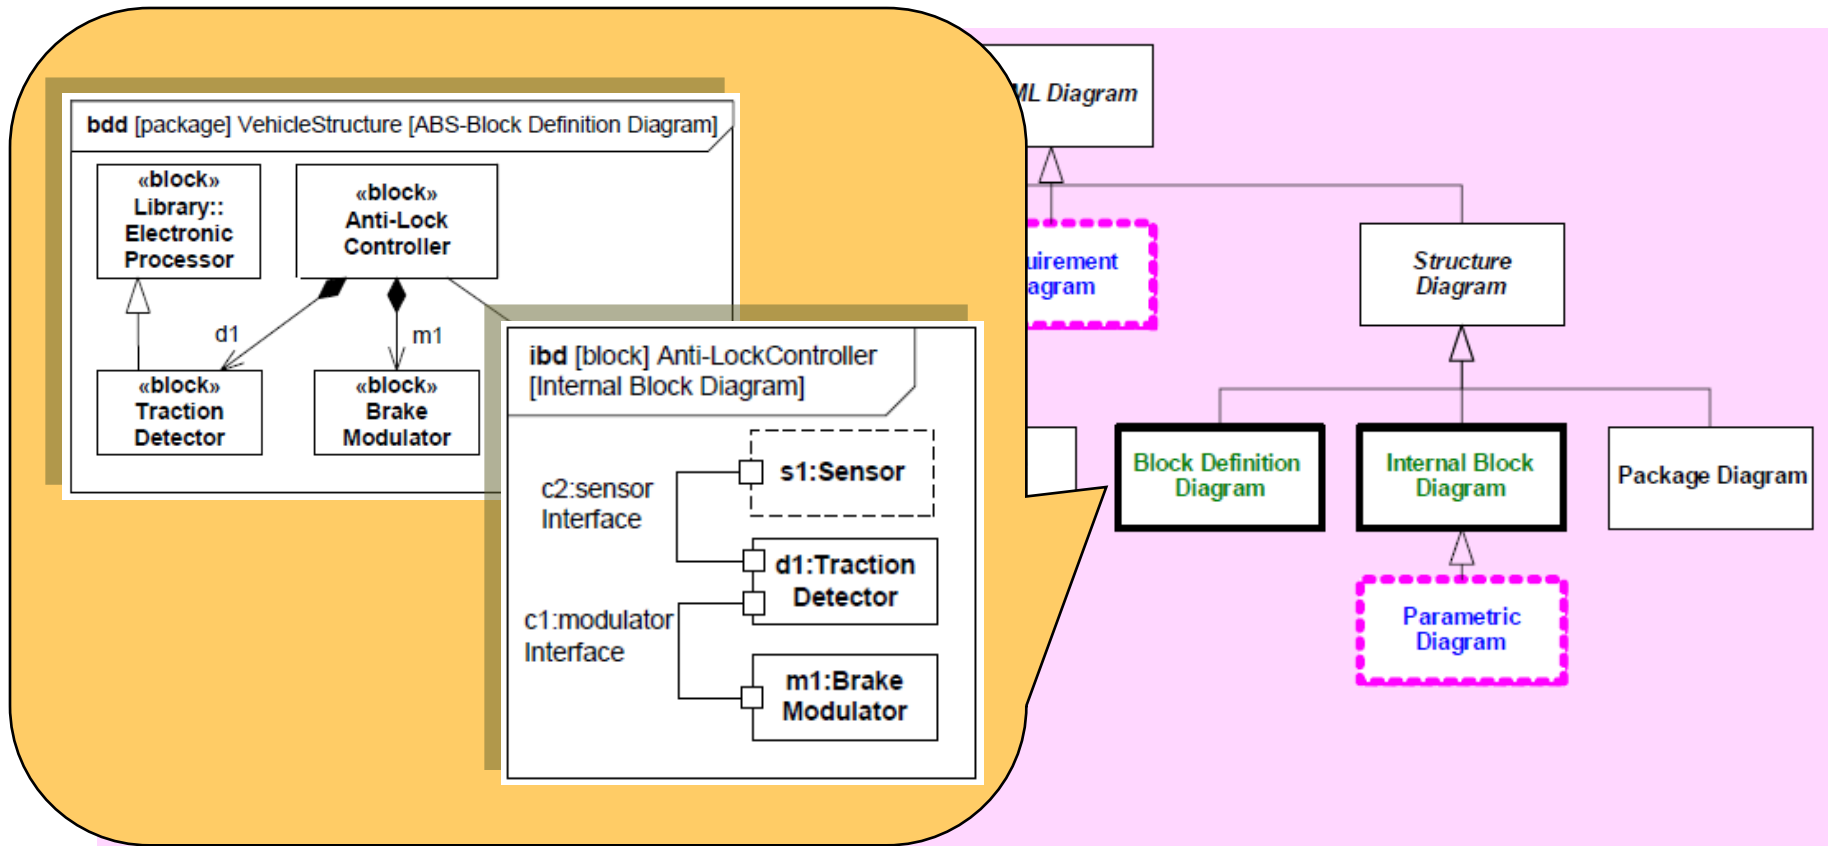 bdd [package] VehicleStructure [ABS-Block Definition Diagram]
«block»
Library::
Electronic
Processor
«block»
Anti-Lock
Controller
d1
m1
«block»
Traction
Detector
«block»
Brake
Modulator
ibd [block] Anti-LockController
[Internal Block Diagram]
c2:sensor
Interface
s1:Sensor
d1:Traction
Detector
c1:modulator
Interface
m1:Brake
Modulator
Diagram
Structure
Diagram
Block Definition
Diagram
Internal Block
Diagram
Package Diagram
Parametric
Diagram